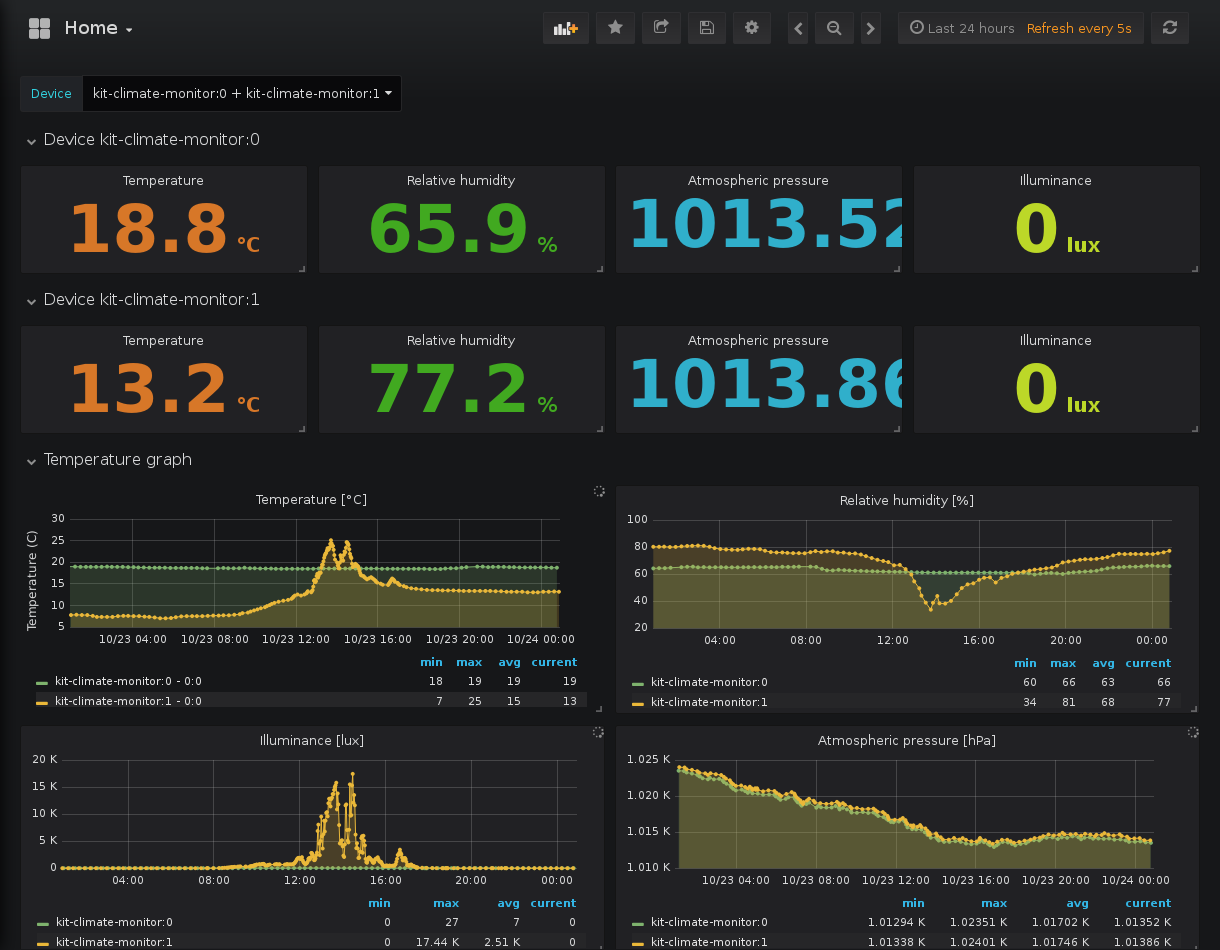 Home
Last 24 hours Refresh every 5s
Device kit-climate-monitor:0 + kit-climate-monitor:1
Device kit-climate-monitor:0
Temperature Relative humidity Atmospheric pressure Illuminance
18.8 °C 65.9 % 1013.52 0 lux
Device kit-climate-monitor:1
Temperature Relative humidity Atmospheric pressure Illuminance
13.2 °C 77.2 % 1013.86 0 lux
Temperature graph
Temperature [°C]
Temperature (C)
30
25
20
15
10
5
10/23 04:00 10/23 08:00 10/23 12:00 10/23 16:00 10/23 20:00 10/24 00:00
min max avg current
kit-climate-monitor:0 - 0:0 18 19 19 19
kit-climate-monitor:1 - 0:0 7 25 15 13
Relative humidity [%]
100
80
60
40
20
04:00 08:00 12:00 16:00 20:00 00:00
min max avg current
kit-climate-monitor:0 60 66 63 66
kit-climate-monitor:1 34 81 68 77
Illuminance [lux]
20 K
15 K
10 K
5 K
0
04:00 08:00 12:00 16:00 20:00 00:00
min max avg current
kit-climate-monitor:0 0 27 7 0
kit-climate-monitor:1 0 17.44 K 2.51 K 0
Atmospheric pressure [hPa]
1.025 K
1.020 K
1.015 K
1.010 K
10/23 04:00 10/23 08:00 10/23 12:00 10/23 16:00 10/23 20:00 10/24 00:00
min max avg current
kit-climate-monitor:0 1.01294 K 1.02351 K 1.01702 K 1.01352 K
kit-climate-monitor:1 1.01338 K 1.02401 K 1.01746 K 1.01386 K